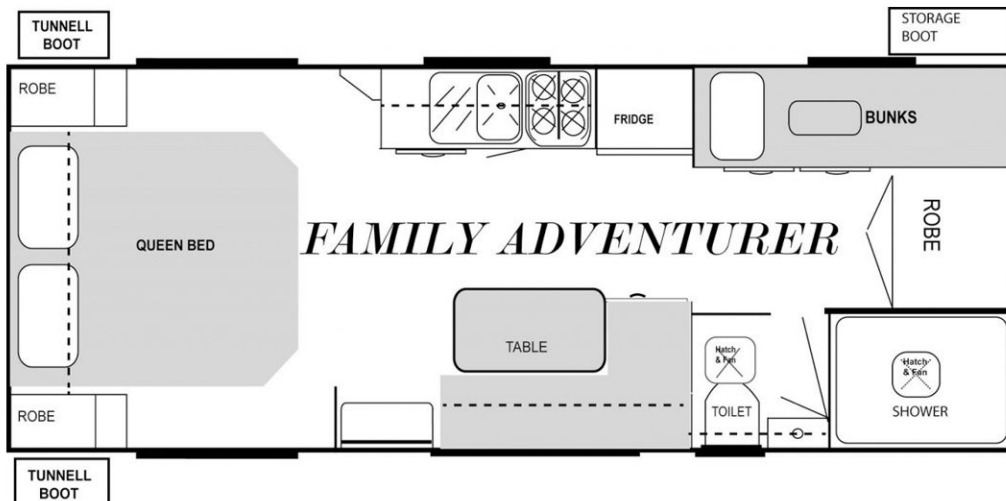 TUNNELL
BOOT
STORAGE
BOOT
ROBE
FRIDGE
BUNKS
QUEEN BED
FAMILY ADVENTURER
ROBE
TABLE
Hatch
& Fan
TOILET
Hatch
& Fan
SHOWER
ROBE
TUNNELL
BOOT